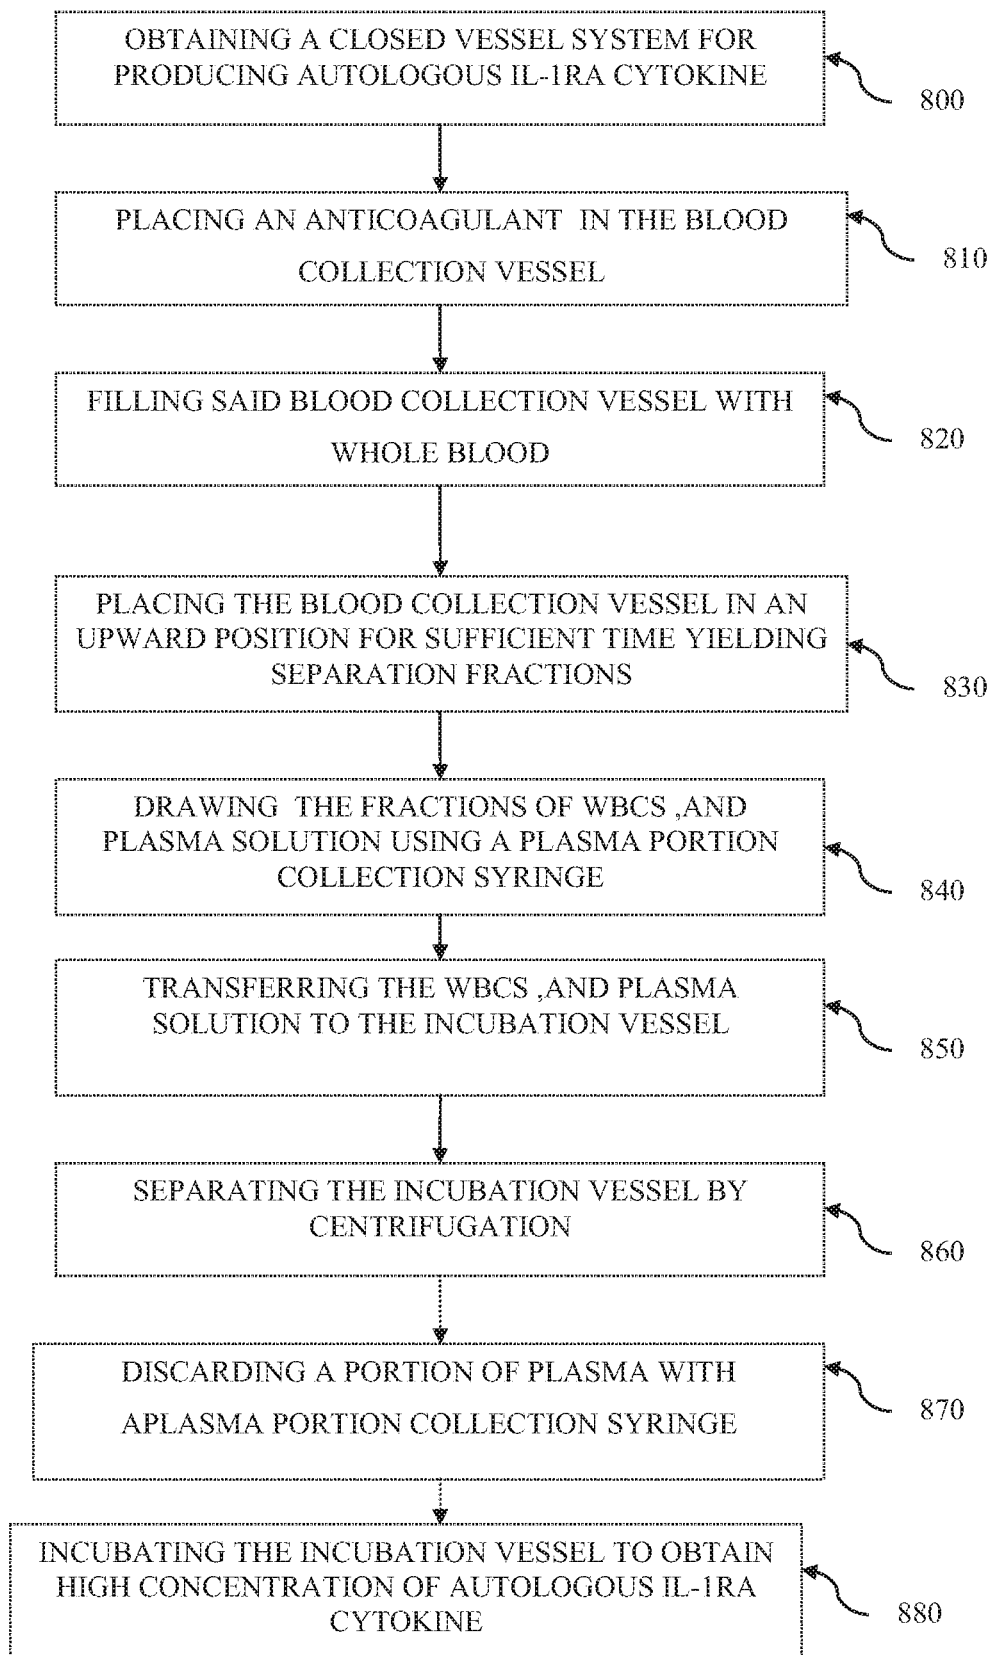 OBTAINING A CLOSED VESSEL SYSTEM FOR
PRODUCING AUTOLOGOUS IL-1RA CYTOKINE
800
PLACING AN ANTICOAGULANT IN THE BLOOD
COLLECTION VESSEL
810
FILLING SAID BLOOD COLLECTION VESSEL WITH
WHOLE BLOOD
820
PLACING THE BLOOD COLLECTION VESSEL IN AN
UPWARD POSITION FOR SUFFICIENT TIME YIELDING
SEPARATION FRACTIONS
830
DRAWING THE FRACTIONS OF WBCS ,AND
PLASMA SOLUTION USING A PLASMA PORTION
COLLECTION SYRINGE
840
TRANSFERRING THE WBCS ,AND PLASMA
SOLUTION TO THE INCUBATION VESSEL
850
SEPARATING THE INCUBATION VESSEL BY
CENTRIFUGATION
860
DISCARDING A PORTION OF PLASMA WITH
APLASMA PORTION COLLECTION SYRINGE
870
INCUBATING THE INCUBATION VESSEL TO OBTAIN
HIGH CONCENTRATION OF AUTOLOGOUS IL-1RA
CYTOKINE
880